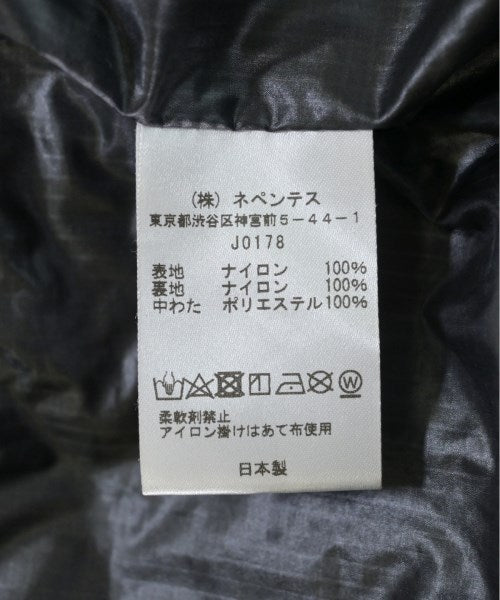 (株) ネペンテス
東京都渋谷区神宮前5-44-1
J0178
表地 ナイロン 100%
裏地 ナイロン 100%
中わた ポリエステル100%
柔軟剤禁止
アイロン掛けはあて布使用
日本製